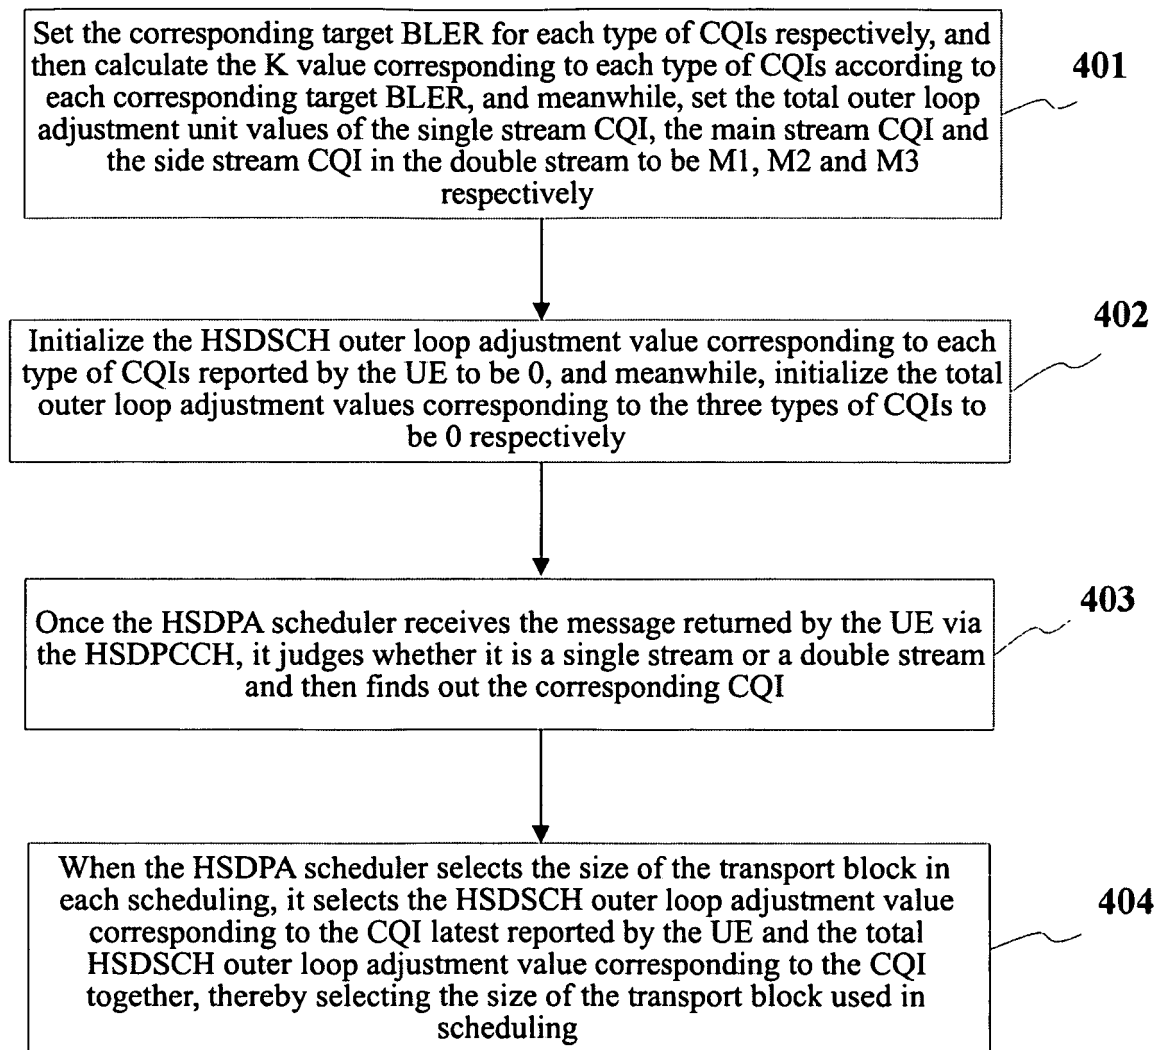 Set the corresponding target BLER for each type of CQIs respectively, and
then calculate the K value corresponding to each type of CQIs according to
each corresponding target BLER, and meanwhile, set the total outer loop
adjustment unit values of the single stream CQI, the main stream CQI and
the side stream CQI in the double stream to be M1, M2 and M3
respectively
401
Initialize the HSDSCH outer loop adjustment value corresponding to each
type of CQIs reported by the UE to be 0, and meanwhile, initialize the total
outer loop adjustment values corresponding to the three types of CQIs to
be 0 respectively
402
Once the HSDPA scheduler receives the message returned by the UE via
the HSDPCCH, it judges whether it is a single stream or a double stream
and then finds out the corresponding CQI
403
When the HSDPA scheduler selects the size of the transport block in
each scheduling, it selects the HSDSCH outer loop adjustment value
corresponding to the CQI latest reported by the UE and the total
HSDSCH outer loop adjustment value corresponding to the CQI
together, thereby selecting the size of the transport block used in
scheduling
404